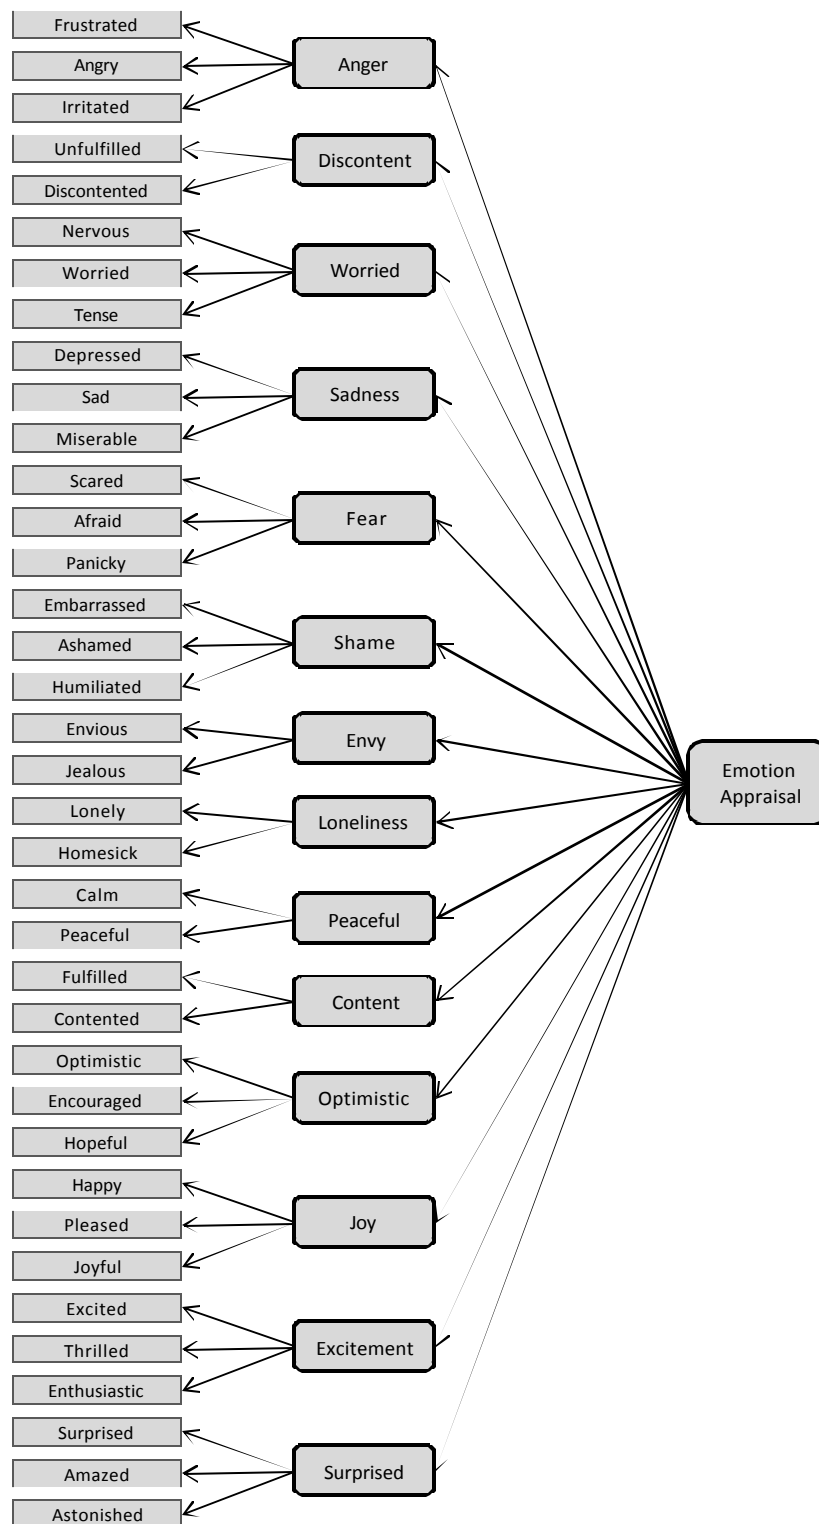 Frustrated
Angry
Irritated
Anger
Unfulfilled
Discontented
Discontent
Nervous
Worried
Tense
Worried
Depressed
Sad
Miserable
Sadness
Scared
Afraid
Panicky
Fear
Embarrassed
Ashamed
Humiliated
Shame
Envious
Jealous
Envy
Lonely
Homesick
Loneliness
Calm
Peaceful
Peaceful
Fulfilled
Contented
Content
Optimistic
Encouraged
Hopeful
Optimistic
Happy
Pleased
Joyful
Joy
Excited
Thrilled
Enthusiastic
Excitement
Surprised
Amazed
Astonished
Surprised
Emotion
Appraisal